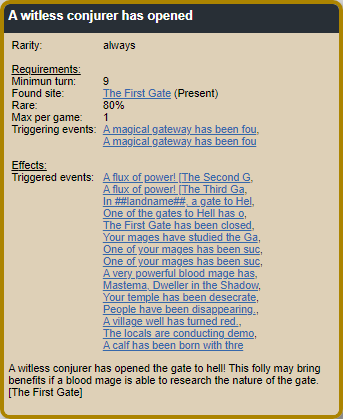 A witless conjurer has opened
Rarity: always
Requirements:
Minimun turn: 9
Found site: The First Gate (Present)
Rare: 80%
Max per game: 1
Triggering events: A magical gateway has been fou,
A magical gateway has been fou
Effects:
Triggered events: A flux of power! [The Second G,
A flux of power! [The Third Ga,
In ##landname##, a gate to Hel,
One of the gates to Hell has o,
The First Gate has been closed,
Your mages have studied the Ga,
One of your mages has been suc,
One of your mages has been suc,
A very powerful blood mage has,
Mastema, Dweller in the Shadow,
Your temple has been desecrate,
People have been disappearing.,
A village well has turned red.,
The locals are conducting demo,
A calf has been born with thre
A witless conjurer has opened the gate to hell! This folly may bring
benefits if a blood mage is able to research the nature of the gate.
[The First Gate]